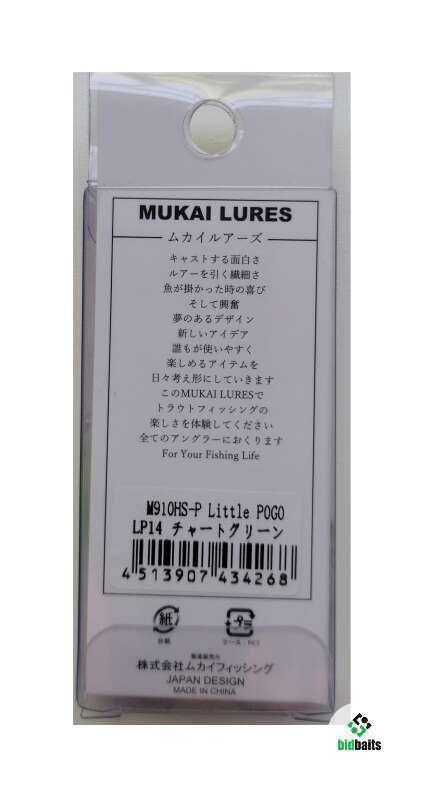 MUKAI LURES
ムカイルアーズ
キャストする面白さ
ルアーを引く繊細さ
魚が掛かった時の喜び
そして興奮
夢のあるデザイン
新しいアイデア
誰もが使いやすく
楽しめるアイテムを
日々考え形にしていきます
このMUKAI LURESで
トラウトフィッシングの
楽しさを体験してください
全てのアングラーにおくります
For Your Fishing Life
M910HS-P Little POGO
LP14 チャートグリーン
4 513907 434268
紙
台紙
ケース：PET
株式会社ムカイフィッシング
JAPAN DESIGN
MADE IN CHINA
bidbaits